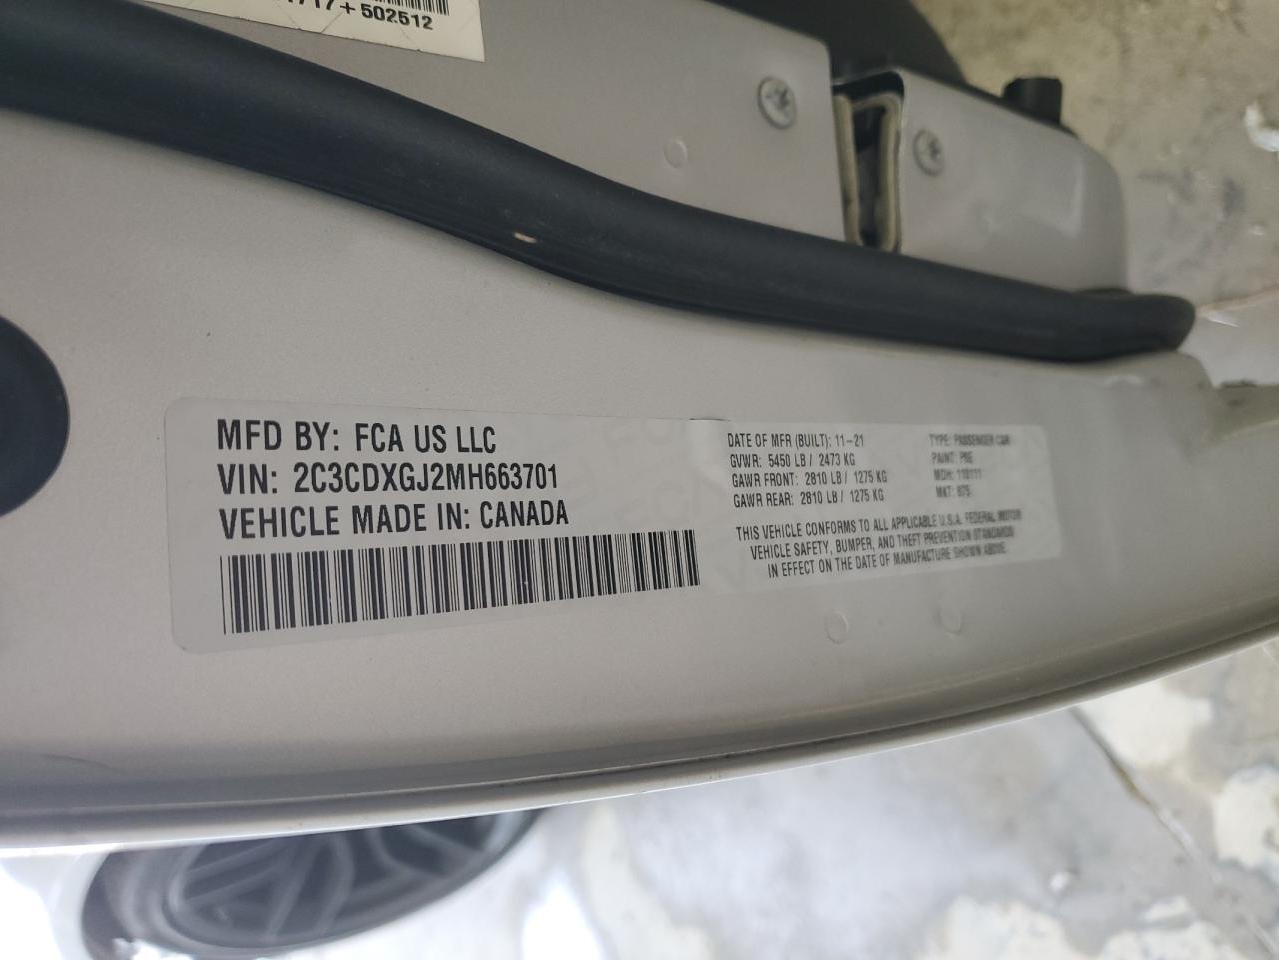 717+502512
MFD BY: FCA US LLC
VIN: 2C3CDXGJ2MH663701
VEHICLE MADE IN: CANADA
DATE OF MFR (BUILT): 11-21
GVWR: 5450 LB / 2473 KG
GAWR FRONT: 2810 LB / 1275 KG
GAWR REAR: 2810 LB / 1275 KG
TYPE: PASSENGER CAR
PAINT:
MDH:
MKT:
THIS VEHICLE CONFORMS TO ALL APPLICABLE U.S.A. FEDERAL MOTOR
VEHICLE SAFETY, BUMPER, AND THEFT PREVENTION STANDARDS
IN EFFECT ON THE DATE OF MANUFACTURE SHOWN ABOVE.